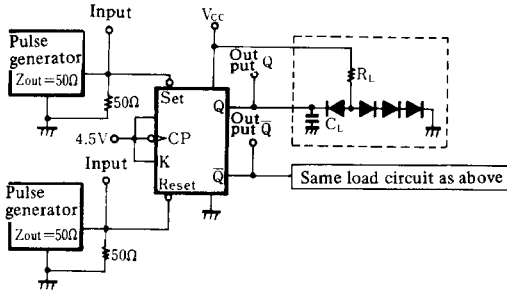 Input
Pulse
generator
Zout=50Ω
50Ω
VCC
Out
put Q
RL
CL
Set
Q
4.5V
CP
K
Reset
Q̅
Out
put Q̅
Same load circuit as above
Input
Pulse
generator
Zout=50Ω
50Ω